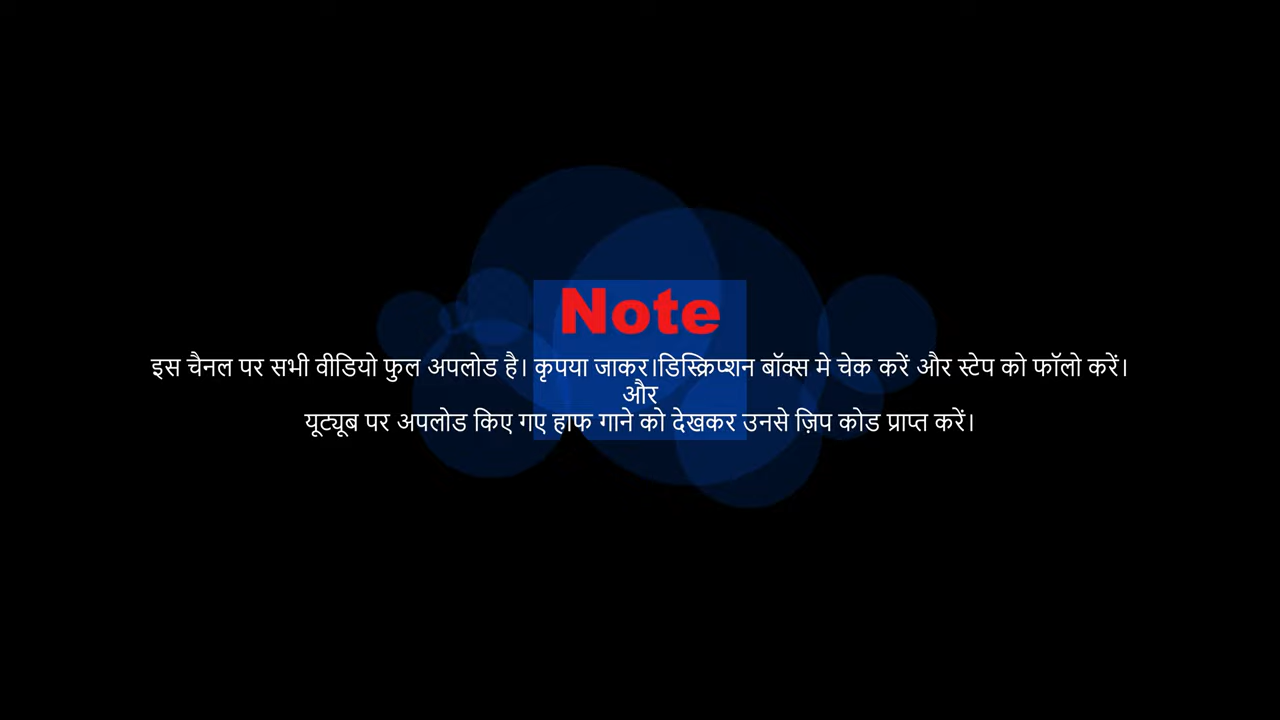 Note
इस चैनल पर सभी वीडियो फुल अपलोड है। कृपया जाकर।डिस्क्रिप्शन बॉक्स मे चेक करें और स्टेप को फॉलो करें।
और
यूट्यूब पर अपलोड किए गए हाफ गाने को देखकर उनसे ज़िप कोड प्राप्त करें।